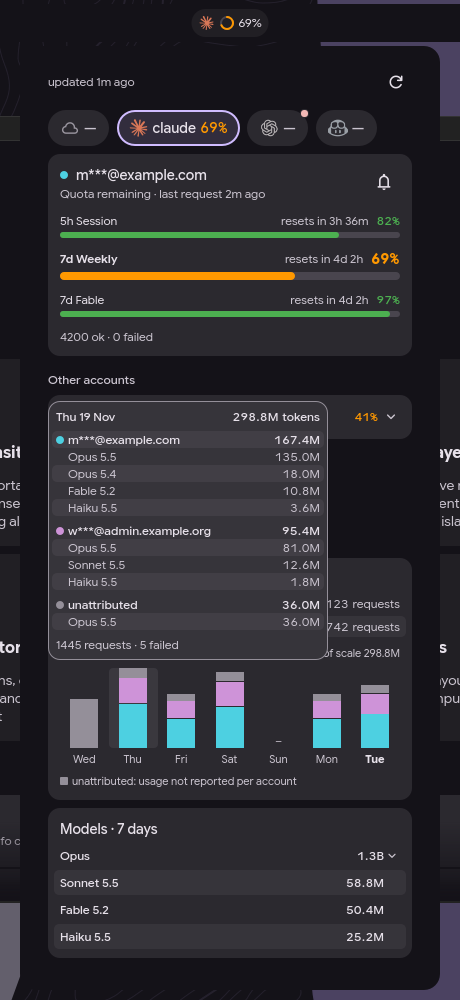 69%
updated 1m ago
—
claude 69%
—
—
m***@example.com
Quota remaining · last request 2m ago
5h Session resets in 3h 36m 82%
7d Weekly resets in 4d 2h 69%
7d Fable resets in 4d 2h 97%
4200 ok · 0 failed
Other accounts
41%
Thu 19 Nov 298.8M tokens
m***@example.com 167.4M
Opus 5.5 135.0M
Opus 5.4 18.0M
Fable 5.2 10.8M
Haiku 5.5 3.6M
w***@admin.example.org 95.4M
Opus 5.5 81.0M
Sonnet 5.5 12.6M
Haiku 5.5 1.8M
unattributed 36.0M
Opus 5.5 36.0M
1445 requests · 5 failed
123 requests
742 requests
of scale 298.8M
–
Wed Thu Fri Sat Sun Mon Tue
unattributed: usage not reported per account
Models · 7 days
Opus 1.3B
Sonnet 5.5 58.8M
Fable 5.2 50.4M
Haiku 5.5 25.2M